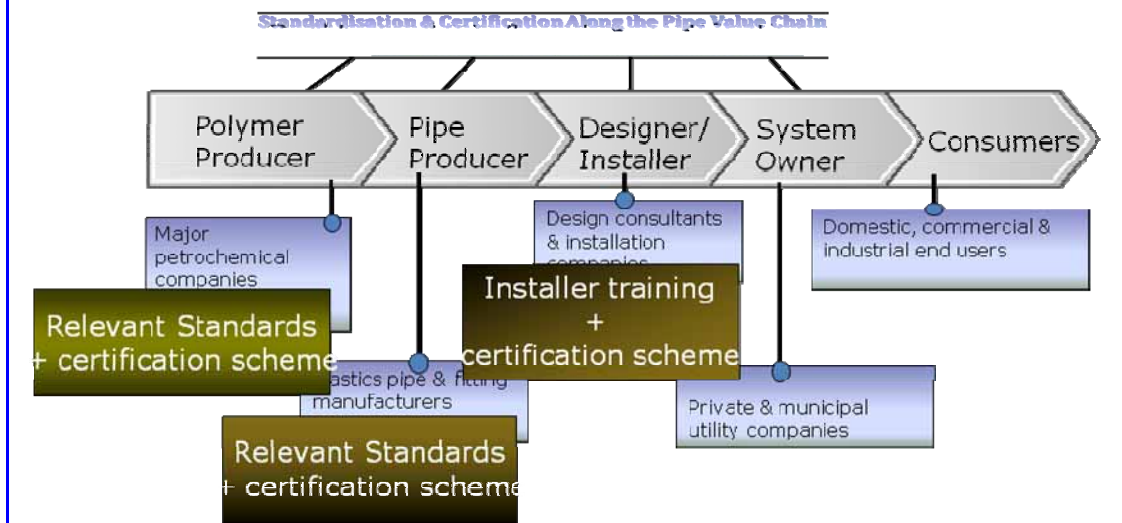 Standardisation & Certification Along the Pipe Value Chain
Polymer
Producer
Pipe
Producer
Designer/
Installer
System
Owner
Consumers
Major
petrochemical
companies
Design consultants
& installation
companies
Domestic, commercial &
industrial end users
Relevant Standards
+ certification scheme
Installer training
+
certification scheme
astics pipe & fitting
manufacturers
Private & municipal
utility companies
Relevant Standards
+ certification scheme